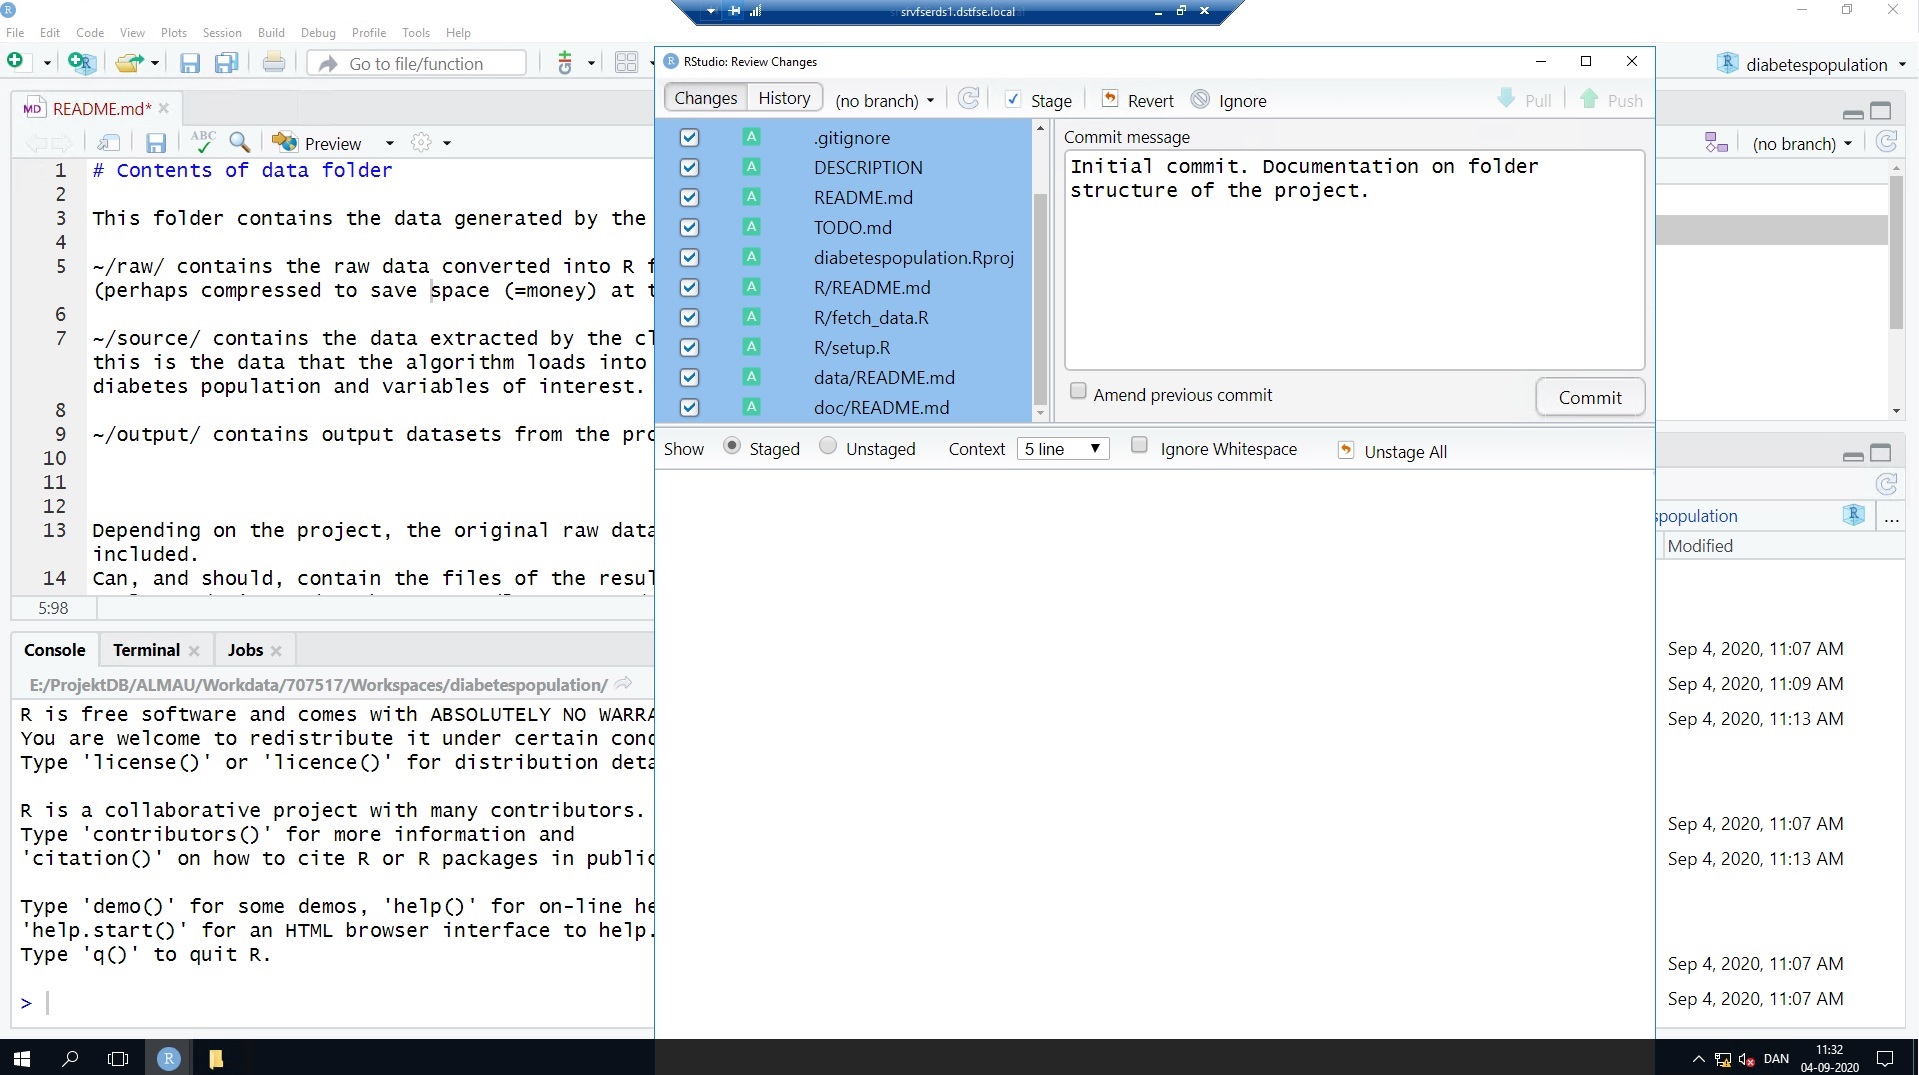 srvfserds1.dstfse.local
File Edit Code View Plots Session Build Debug Profile Tools Help
Go to file/function
diabetespopulation
README.md*
ABC
Preview
1 # Contents of data folder
2
3 This folder contains the data generated by the
4
5 ~/raw/ contains the raw data converted into R f
(perhaps compressed to save space (=money) at t
6
7 ~/source/ contains the data extracted by the cl
this is the data that the algorithm loads into
diabetes population and variables of interest.
8
9 ~/output/ contains output datasets from the pro
10
11
12
13 Depending on the project, the original raw data
included.
14 Can, and should, contain the files of the resul
5:98
Console Terminal Jobs
E:/ProjektDB/ALMAU/Workdata/707517/Workspaces/diabetespopulation/
R is free software and comes with ABSOLUTELY NO WARRA
You are welcome to redistribute it under certain cond
Type 'license()' or 'licence()' for distribution deta
R is a collaborative project with many contributors.
Type 'contributors()' for more information and
'citation()' on how to cite R or R packages in public
Type 'demo()' for some demos, 'help()' for on-line he
'help.start()' for an HTML browser interface to help.
Type 'q()' to quit R.
>
RStudio: Review Changes
Changes History (no branch) Stage Revert Ignore Pull Push
A .gitignore
A DESCRIPTION
A README.md
A TODO.md
A diabetespopulation.Rproj
A R/README.md
A R/fetch_data.R
A R/setup.R
A data/README.md
A doc/README.md
Commit message
Initial commit. Documentation on folder
structure of the project.
Amend previous commit
Commit
Show Staged Unstaged Context 5 line Ignore Whitespace Unstage All
(no branch)
spopulation
...
Modified
Sep 4, 2020, 11:07 AM
Sep 4, 2020, 11:09 AM
Sep 4, 2020, 11:13 AM
Sep 4, 2020, 11:07 AM
Sep 4, 2020, 11:13 AM
Sep 4, 2020, 11:07 AM
Sep 4, 2020, 11:07 AM
DAN
11:32
04-09-2020